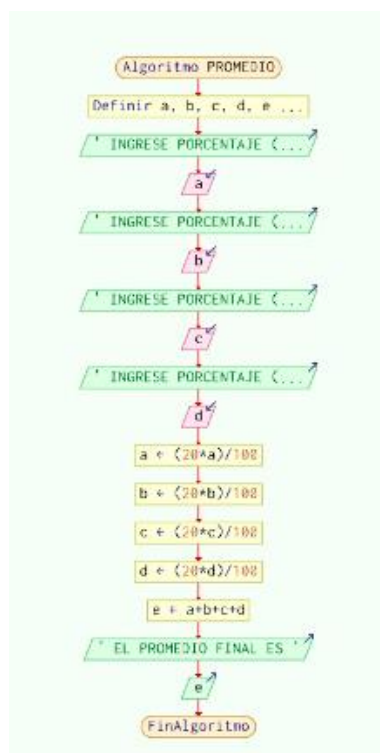 Algoritmo PROMEDIO
Definir a, b, c, d, e ...
' INGRESE PORCENTAJE (...
a
' INGRESE PORCENTAJE (...
b
' INGRESE PORCENTAJE (...
c
' INGRESE PORCENTAJE (...
d
a ← (20*a)/100
b ← (20*b)/100
c ← (20*c)/100
d ← (20*d)/100
e ← a+b+c+d
' EL PROMEDIO FINAL ES '
e
FinAlgoritmo